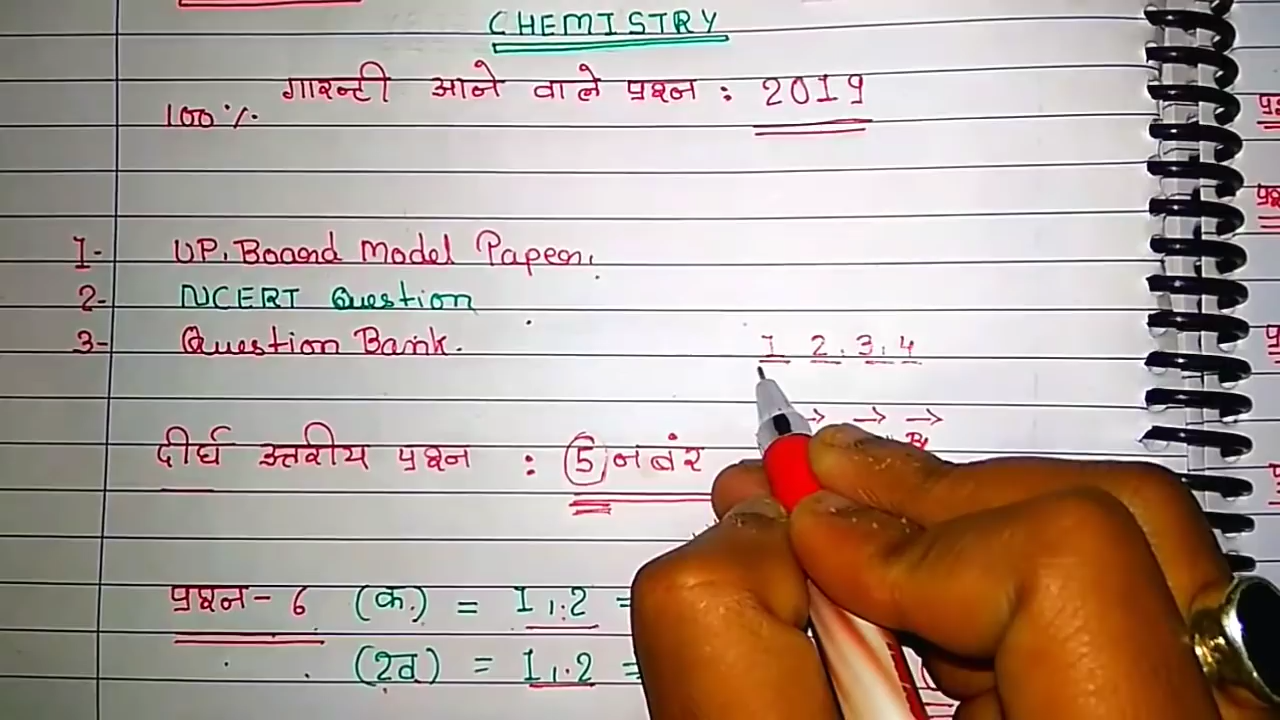 CHEMISTRY
गारन्टी आने वाले प्रश्न : 2019
100%
1- UP. Board Model Paper.
2- NCERT Question
3- Question Bank.
1 2, 3, 4
दीर्घ उत्तरीय प्रश्न : (5) नबंर
प्रश्न - 6 (क.) = 1,.2 =
(ख) = 1,.2 =